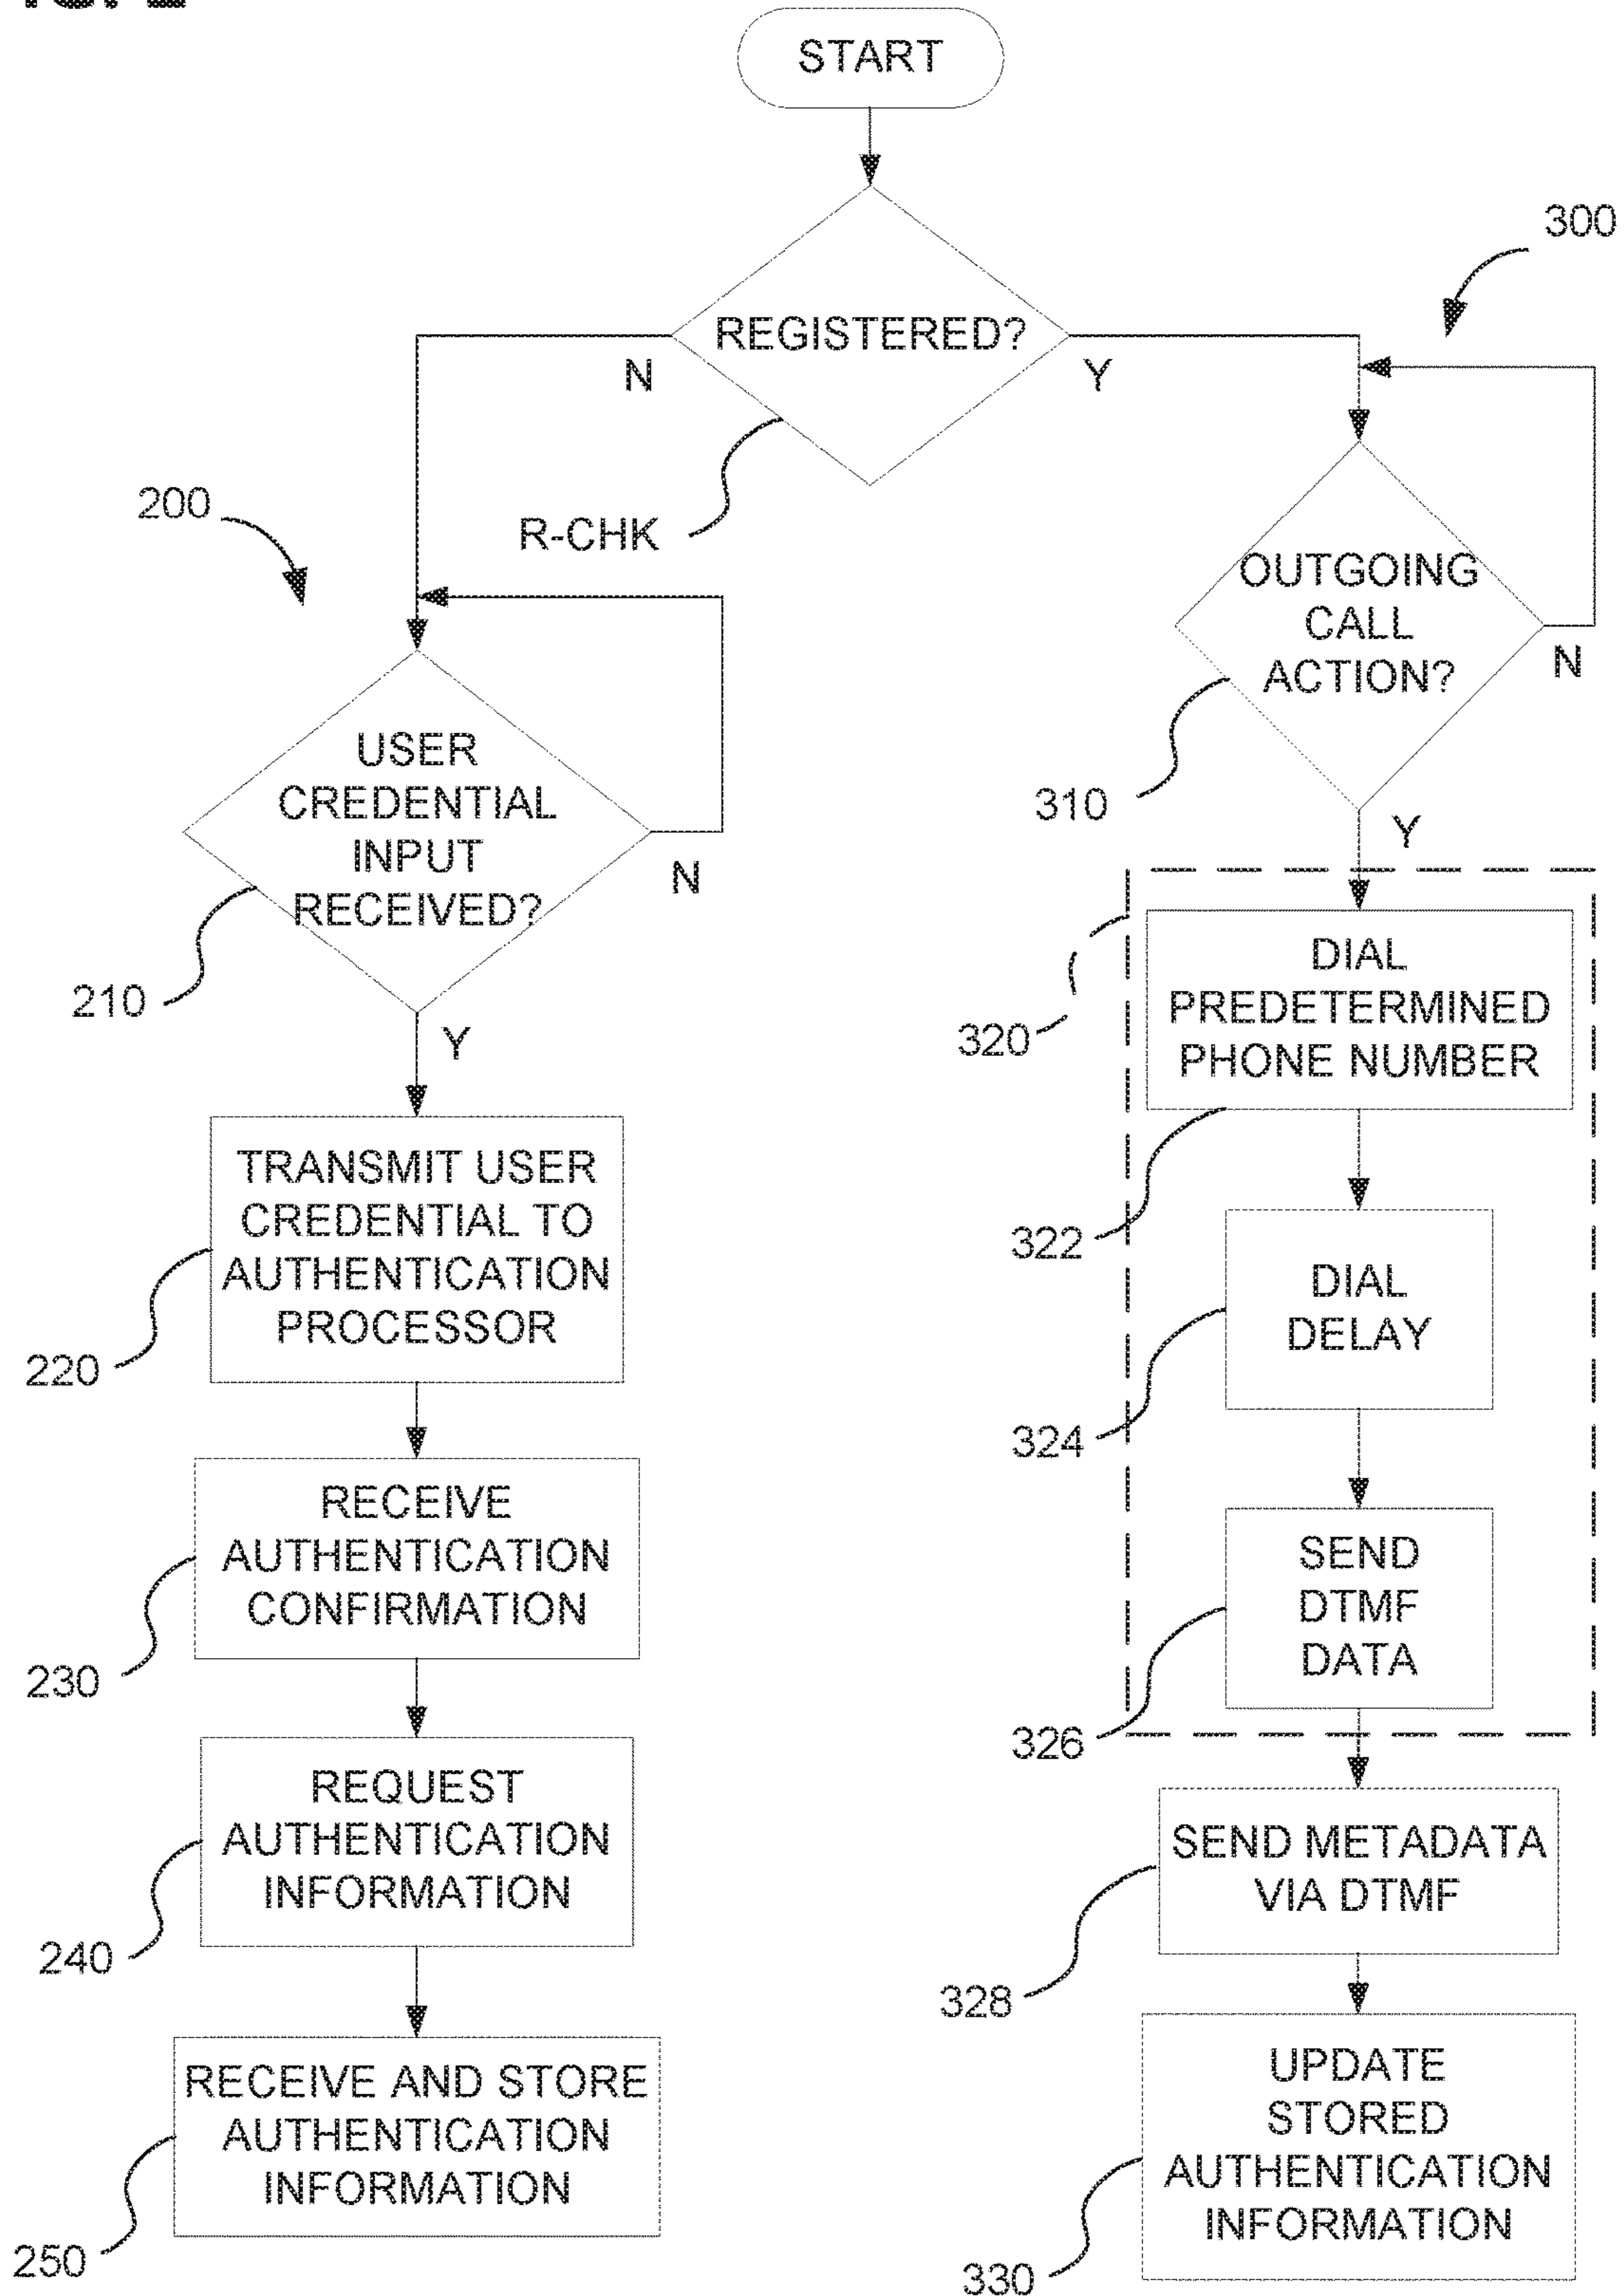 START
REGISTERED?
N
Y
300
R-CHK
200
OUTGOING
CALL
ACTION?
N
310
Y
USER
CREDENTIAL
INPUT
RECEIVED?
N
210
Y
TRANSMIT USER
CREDENTIAL TO
AUTHENTICATION
PROCESSOR
220
RECEIVE
AUTHENTICATION
CONFIRMATION
230
REQUEST
AUTHENTICATION
INFORMATION
240
RECEIVE AND STORE
AUTHENTICATION
INFORMATION
250
320
DIAL
PREDETERMINED
PHONE NUMBER
322
DIAL
DELAY
324
SEND
DTMF
DATA
326
SEND METADATA
VIA DTMF
328
UPDATE
STORED
AUTHENTICATION
INFORMATION
330